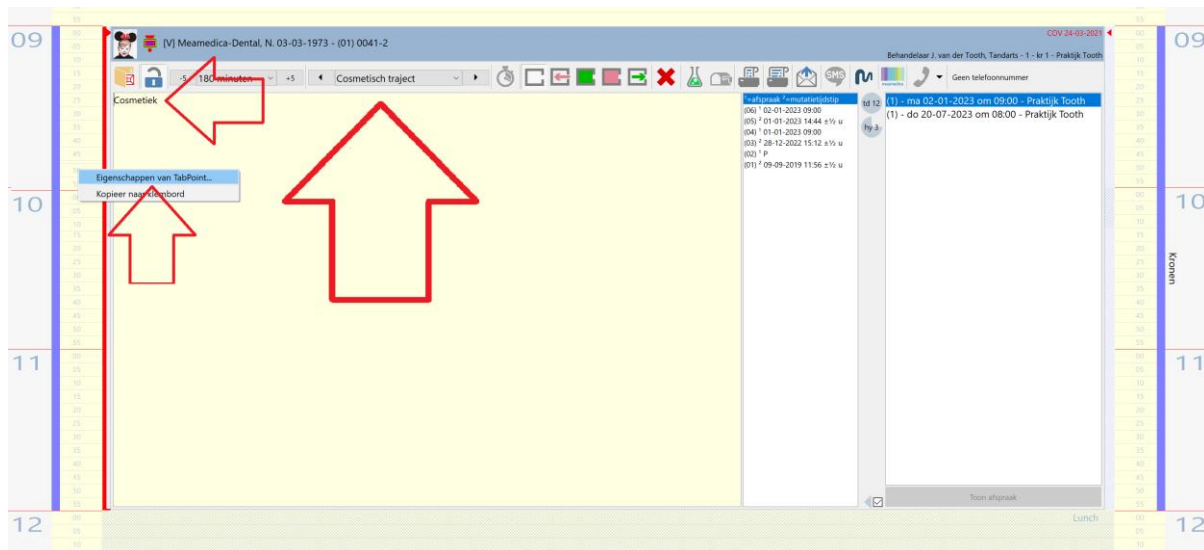 09
[V] Meamedica-Dental, N. 03-03-1973 - (01) 0041-2
COV 24-03-2021
Behandelaar J. van der Tooth, Tandarts - 1 - kr 1 - Praktijk Tooth
09
-5 180 minuten +5 Cosmetisch traject SMS Geen telefoonnummer
Cosmetiek
¹=afspraak ²=mutatietijdstip
(06) ¹ 02-01-2023 09:00
(05) ² 01-01-2023 14:44 ±½ u
(04) ¹ 01-01-2023 09:00
(03) ² 28-12-2022 15:12 ±½ u
(02) ¹ P
(01) ² 09-09-2019 11:56 ±½ u
td 12
hy 3
(1) - ma 02-01-2023 om 09:00 - Praktijk Tooth
(1) - do 20-07-2023 om 08:00 - Praktijk Tooth
Eigenschappen van TabPoint...
Kopieer naar klembord
10
10
Kronen
11
11
Toon afspraak
12
Lunch
12